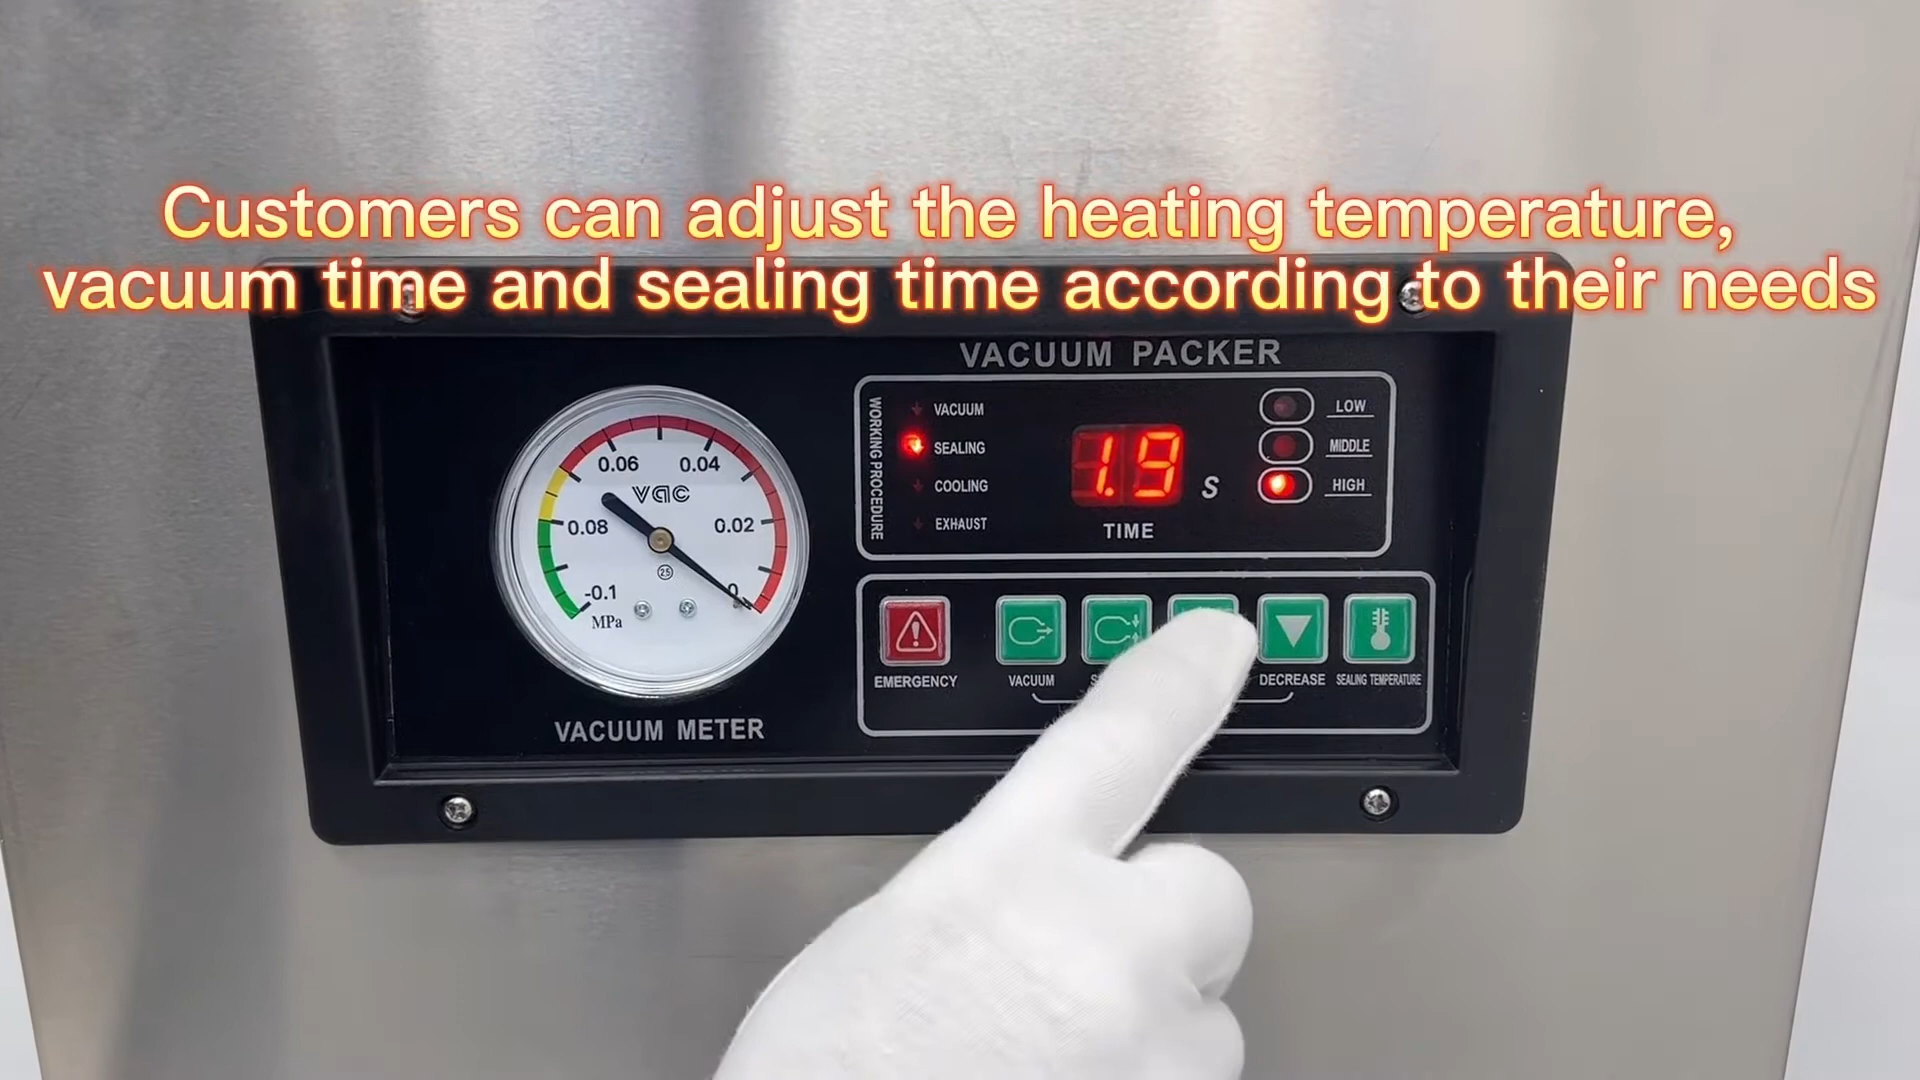 Customers can adjust the heating temperature,
vacuum time and sealing time according to their needs
VACUUM PACKER
WORKING PROCEDURE
VACUUM
SEALING
COOLING
EXHAUST
1.9 S
TIME
LOW
MIDDLE
HIGH
0.06 0.04
vac
0.08 0.02
2.5
-0.1 0
MPa
VACUUM METER
EMERGENCY
VACUUM
DECREASE
SEALING TEMPERATURE